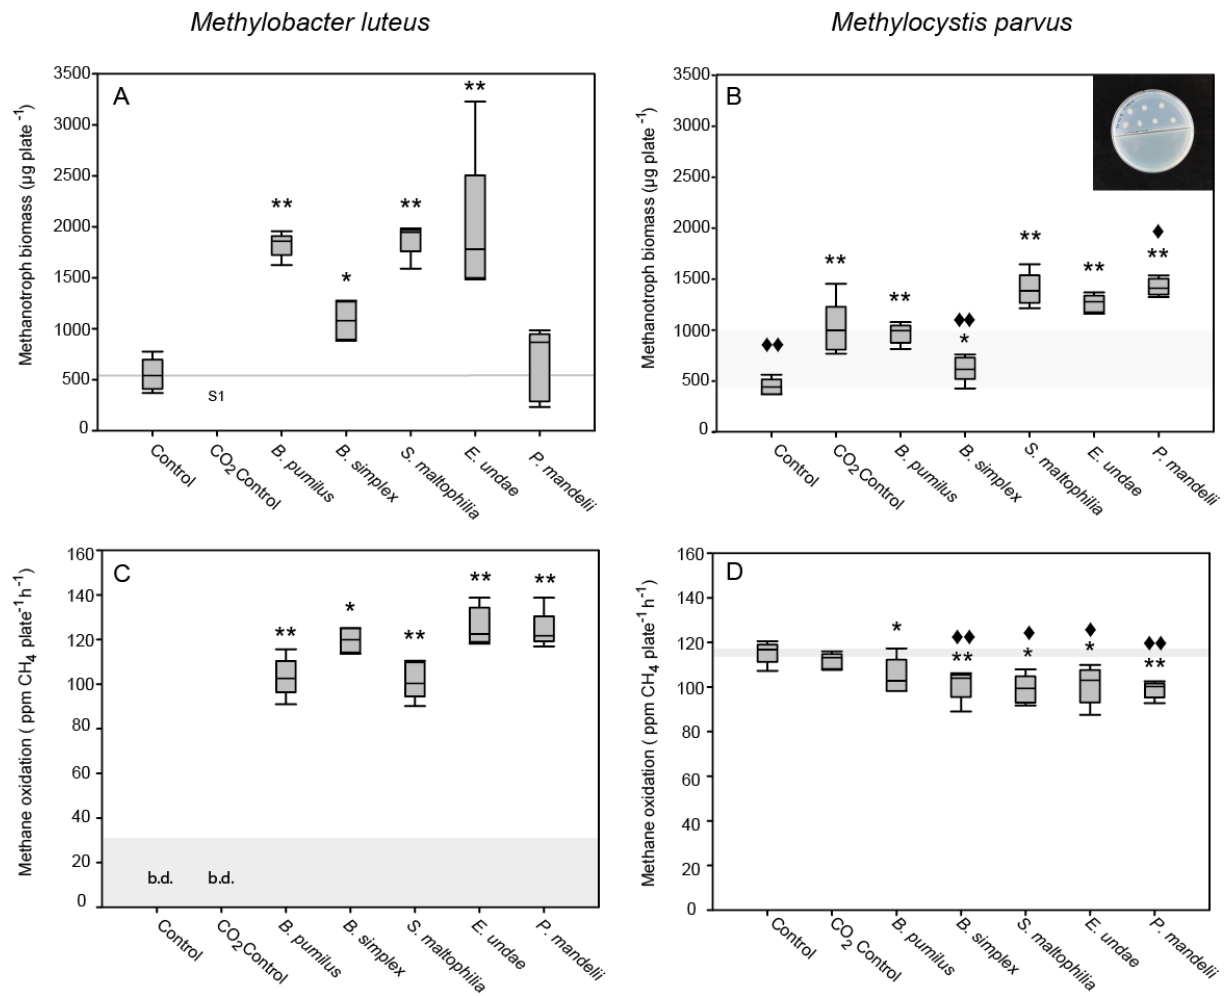 Methylobacter luteus
Methylocystis parvus
Methanotroph biomass (µg plate ⁻¹)
A
3500
3000
2500
2000
1500
1000
500
0
**
**
*
**
**
S1
Control
CO2 Control
B. pumilus
B. simplex
S. maltophilia
E. undae
P. mandelii
Methanotroph biomass (µg plate ⁻¹)
B
3500
3000
2500
2000
1500
1000
500
0
♦♦
**
**
♦♦
*
**
**
♦
**
Control
CO2 Control
B. pumilus
B. simplex
S. maltophilia
E. undae
P. mandelii
Methane oxidation ( ppm CH4 plate⁻¹h⁻¹)
C
160
140
120
100
80
60
40
20
0
b.d.
b.d.
**
*
**
**
**
Control
CO2 Control
B. pumilus
B. simplex
S. maltophilia
E. undae
P. mandelii
Methane oxidation ( ppm CH4 plate⁻¹h⁻¹)
D
160
140
120
100
80
60
40
20
0
*
♦♦
**
♦
*
♦
*
♦♦
**
Control
CO2 Control
B. pumilus
B. simplex
S. maltophilia
E. undae
P. mandelii